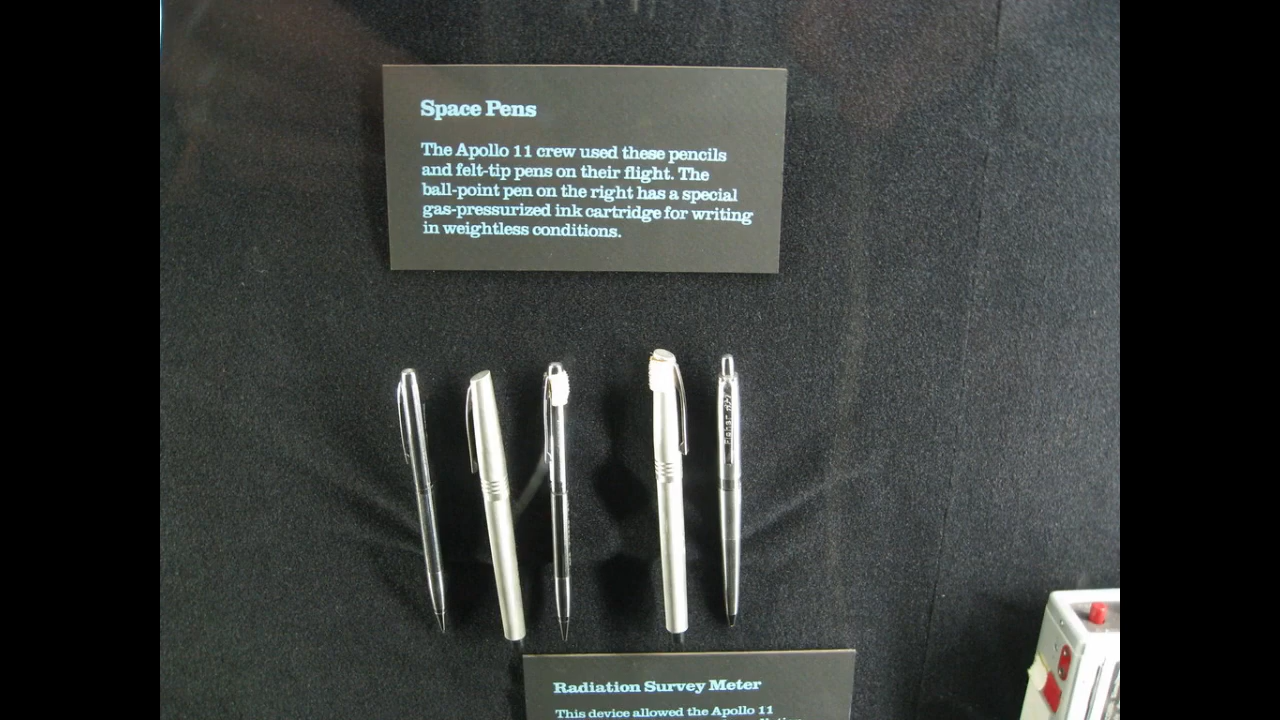 Space Pens
The Apollo 11 crew used these pencils
and felt-tip pens on their flight. The
ball-point pen on the right has a special
gas-pressurized ink cartridge for writing
in weightless conditions.
Radiation Survey Meter
This device allowed the Apollo 11